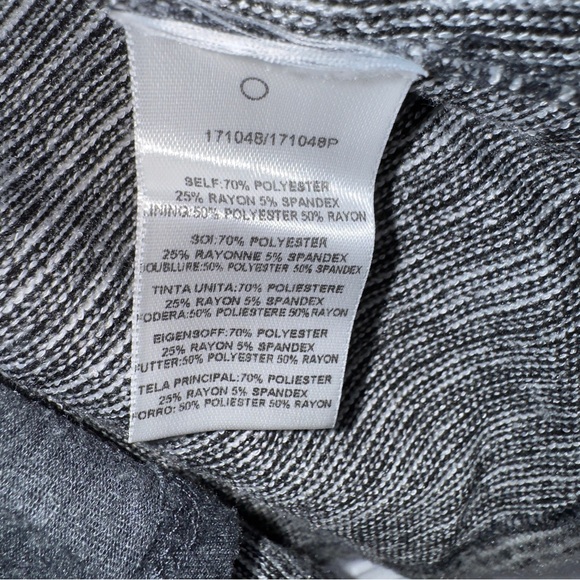 171048/171048P
SELF:70% POLYESTER
25% RAYON 5% SPANDEX
LINING:50% POLYESTER 50% RAYON
SOI:70% POLYESTER
25% RAYONNE 5% SPANDEX
DOUBLURE:50% POLYESTER 50% SPANDEX
TINTA UNITA:70% POLIESTERE
25% RAYON 5% SPANDEX
FODERA:50% POLIESTERE 50%RAYON
EIGENSOFF:70% POLYESTER
25% RAYON 5% SPANDEX
FUTTER:50% POLYESTER 50% RAYON
TELA PRINCIPAL:70% POLIESTER
25% RAYON 5% SPANDEX
FORRO: 50% POLIESTER 50% RAYON